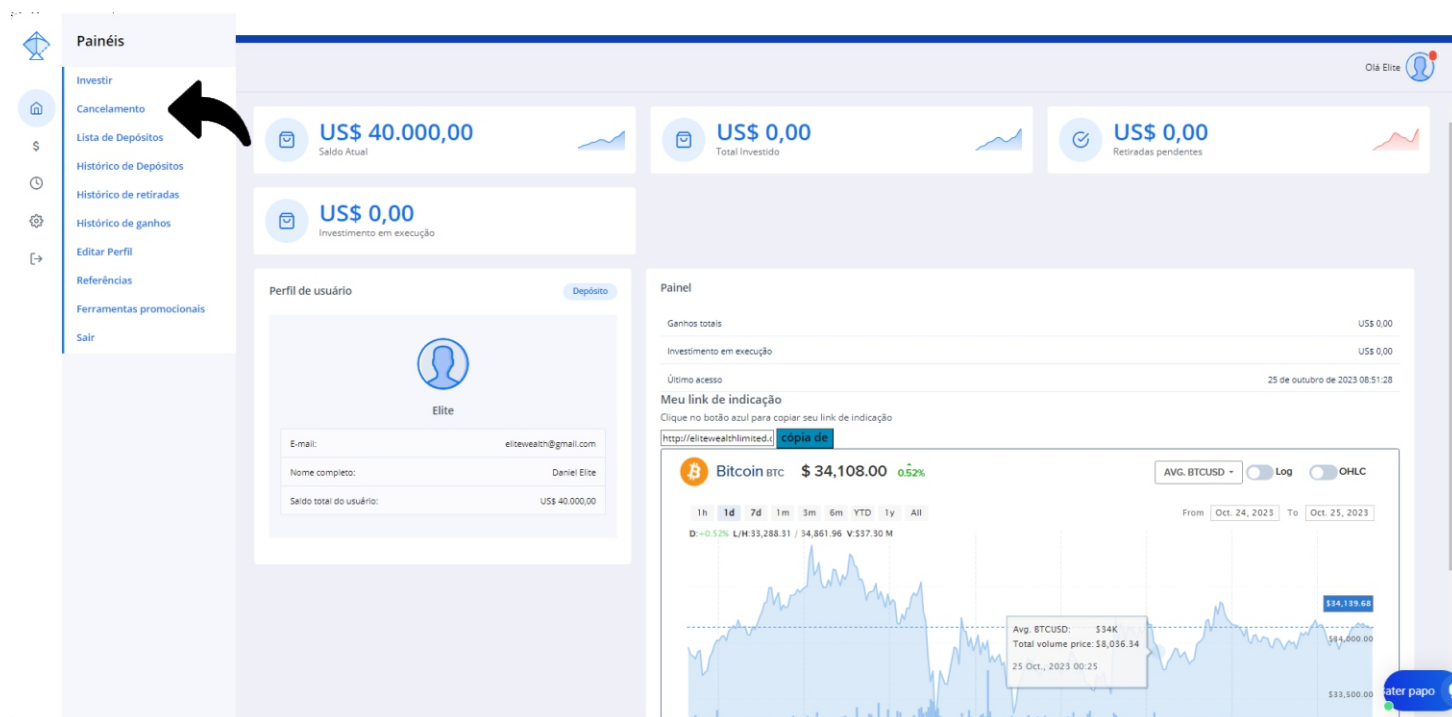 Painéis
Investir
Cancelamento
Lista de Depósitos
Histórico de Depósitos
Histórico de retiradas
Histórico de ganhos
Editar Perfil
Referências
Ferramentas promocionais
Sair
Olá Elite
US$ 40.000,00
Saldo Atual
US$ 0,00
Total Investido
US$ 0,00
Retiradas pendentes
US$ 0,00
Investimento em execução
Perfil de usuário
Depósito
Elite
E-mail: elitewealth@gmail.com
Nome completo: Daniel Elite
Saldo total do usuário: US$ 40.000,00
Painel
Ganhos totais US$ 0,00
Investimento em execução US$ 0,00
Último acesso 25 de outubro de 2023 08:51:28
Meu link de indicação
Clique no botão azul para copiar seu link de indicação
http://elitewealthlimited.c cópia de
Bitcoin BTC $ 34,108.00 0.52% AVG. BTCUSD Log OHLC
1h 1d 7d 1m 3m 6m YTD 1y All From Oct. 24, 2023 To Oct. 25, 2023
D:+0.52% L/H:33,288.31 / 34,861.96 V:$37.30 M
$34,139.68
$34,000.00
Avg. BTCUSD: $34K
Total volume price: $8,036.34
25 Oct., 2023 00:25
$33,500.00
ater papo